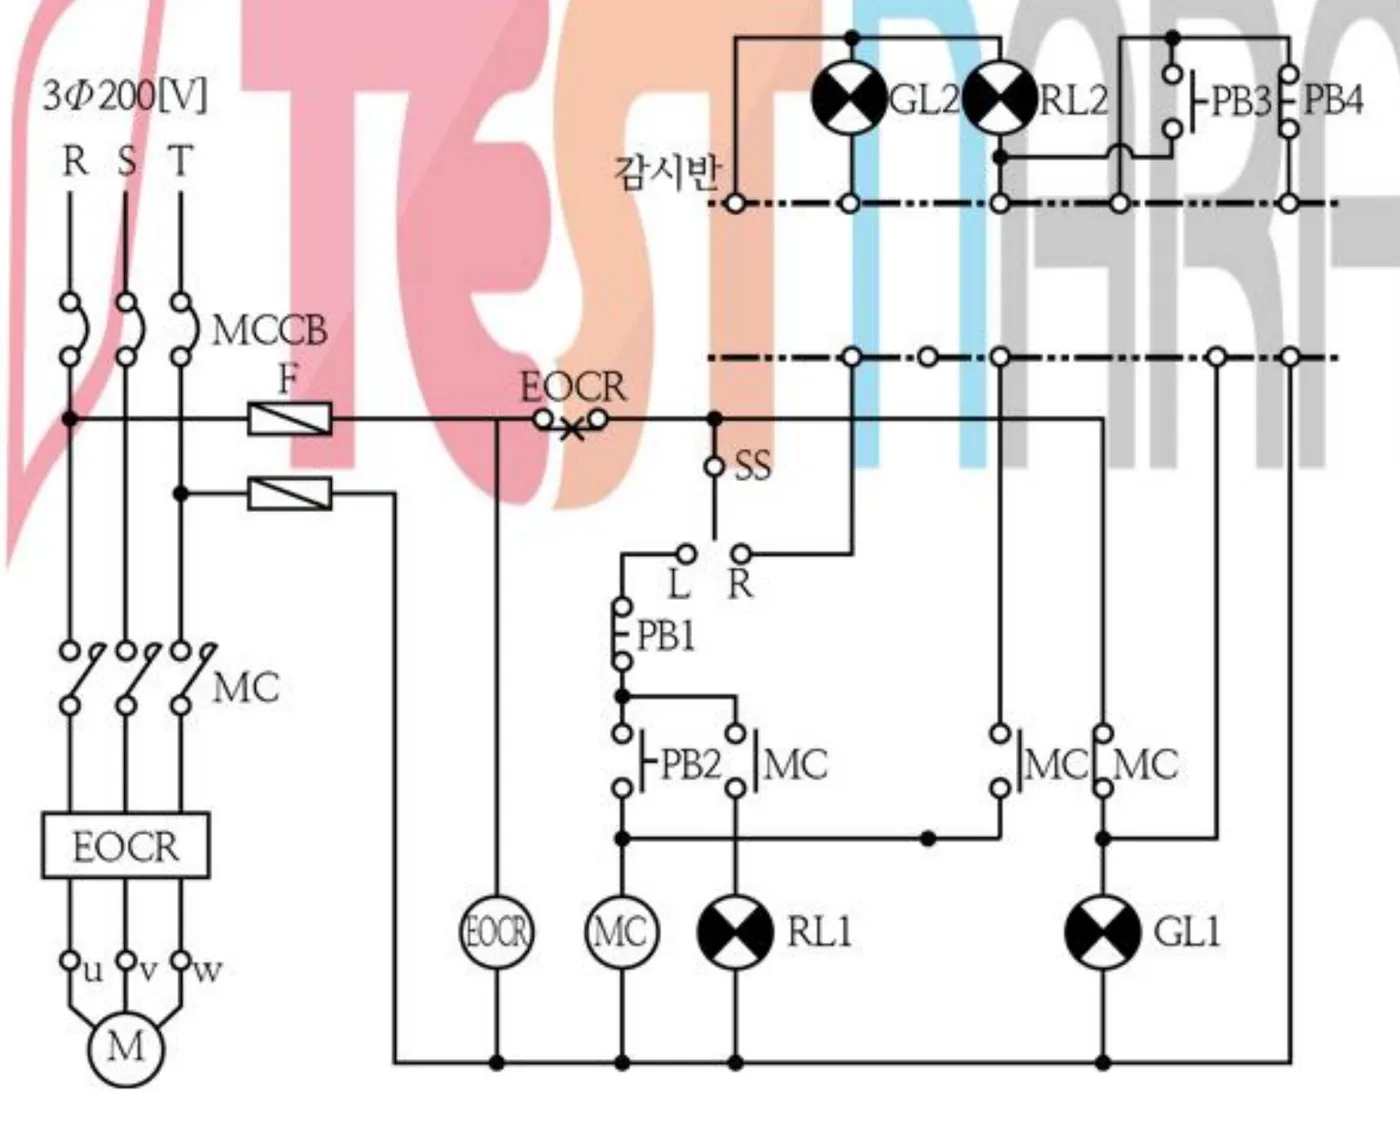 TESTNARA
3Φ200[V]
GL2 RL2 PB3 PB4
R S T
감시반
MCCB
F
EOCR
SS
L R
PB1
MC
PB2 MC MC MC
EOCR
EOCR MC RL1 GL1
u v w
M